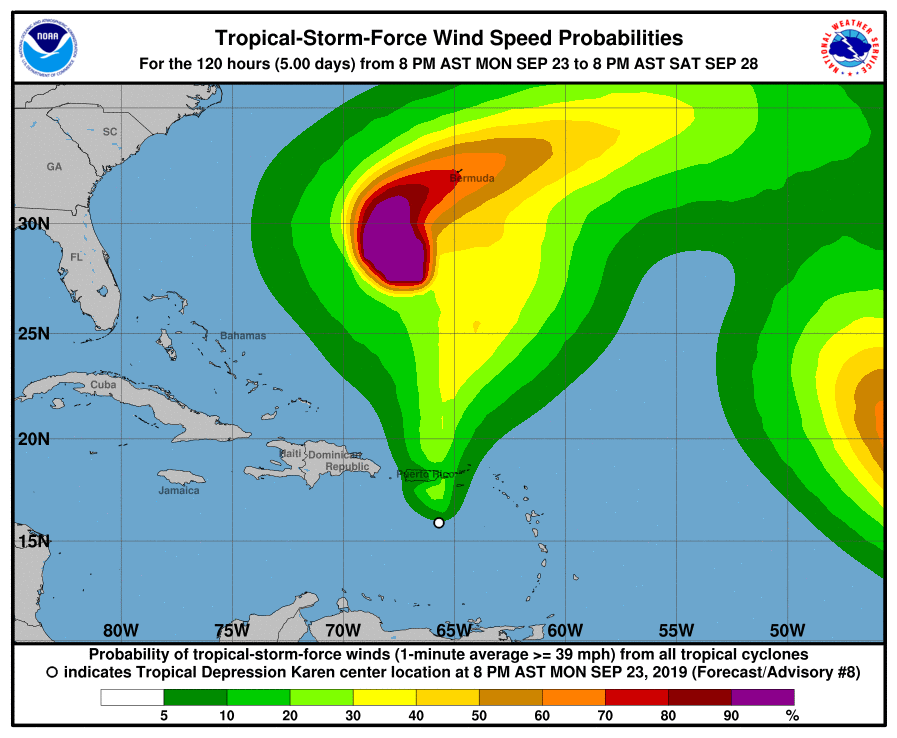 Tropical-Storm-Force Wind Speed Probabilities
For the 120 hours (5.00 days) from 8 PM AST MON SEP 23 to 8 PM AST SAT SEP 28
NOAA
NATIONAL WEATHER SERVICE
SC
GA
Bermuda
30N
FL
25N
Bahamas
Cuba
20N
Haiti
Dominican
Republic
Puerto Rico
Jamaica
15N
80W 75W 70W 65W 60W 55W 50W
Probability of tropical-storm-force winds (1-minute average >= 39 mph) from all tropical cyclones
indicates Tropical Depression Karen center location at 8 PM AST MON SEP 23, 2019 (Forecast/Advisory #8)
5 10 20 30 40 50 60 70 80 90 %